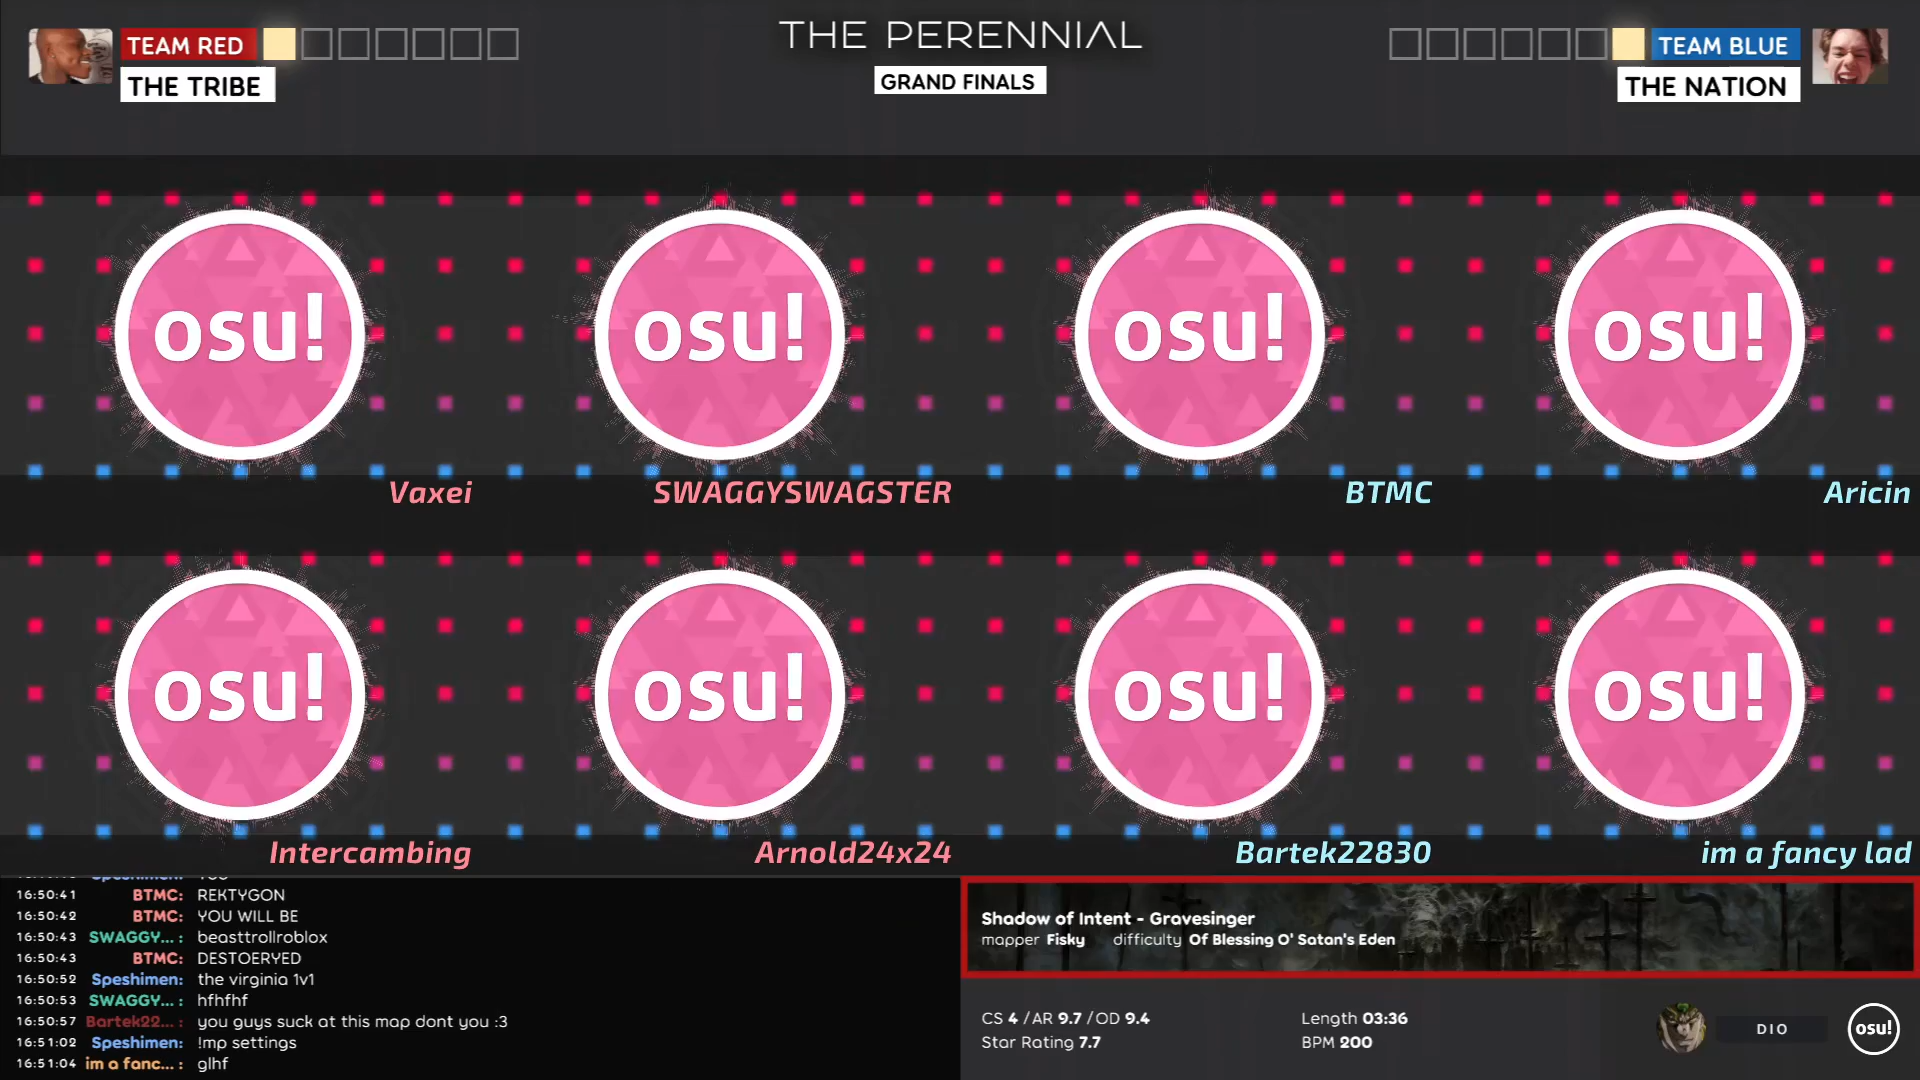 TEAM RED
THE TRIBE
THE PERENNIAL
GRAND FINALS
TEAM BLUE
THE NATION
osu!
osu!
osu!
osu!
Vaxei
SWAGGYSWAGSTER
BTMC
Aricin
osu!
osu!
osu!
osu!
Intercambing
Arnold24x24
Bartek22830
im a fancy lad
16:50:41 BTMC: REKTYGON
16:50:42 BTMC: YOU WILL BE
16:50:43 SWAGGY... : beasttrollroblox
16:50:43 BTMC: DESTOERYED
16:50:52 Speshimen: the virginia 1v1
16:50:53 SWAGGY... : hfhfhf
16:50:57 Bartek22... : you guys suck at this map dont you :3
16:51:02 Speshimen: !mp settings
16:51:04 im a fanc... : glhf
Shadow of Intent - Gravesinger
mapper Fisky difficulty Of Blessing O' Satan's Eden
CS 4 / AR 9.7 / OD 9.4
Star Rating 7.7
Length 03:36
BPM 200
DIO
osu!